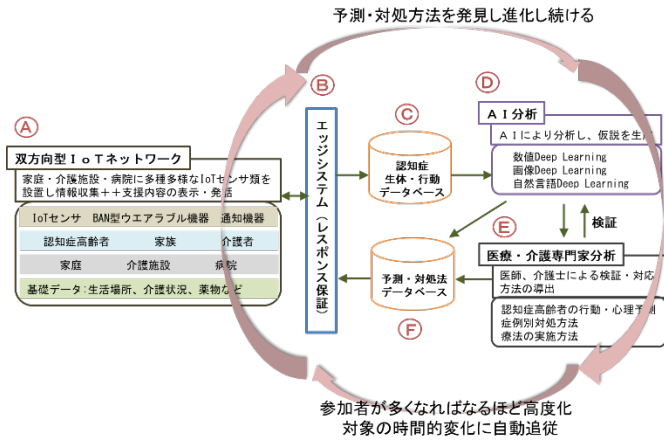 予測・対処方法を発見し進化し続ける
Ⓐ
双方向型IoTネットワーク
家庭・介護施設・病院に多種多様なIoTセンサ類を
設置し情報収集++支援内容の表示・発話
IoTセンサ BAN型ウエアラブル機器 通知機器
認知症高齢者 家族 介護者
家庭 介護施設 病院
基礎データ:生活場所、介護状況、薬物など
Ⓑ
エッジシステム(レスポンス保証)
Ⓒ
認知症
生体・行動
データベース
Ⓓ
AI分析
AIにより分析し、仮説を生
数値Deep Learning
画像Deep Learning
自然言語Deep Learning
検証
Ⓔ
医療・介護専門家分析
医師、介護士による検証・対応
方法の導出
認知症高齢者の行動・心理予測
症例別対処方法
療法の実施方法
予測・対処法
データベース
Ⓕ
参加者が多くなればなるほど高度化
対象の時間的変化に自動追従